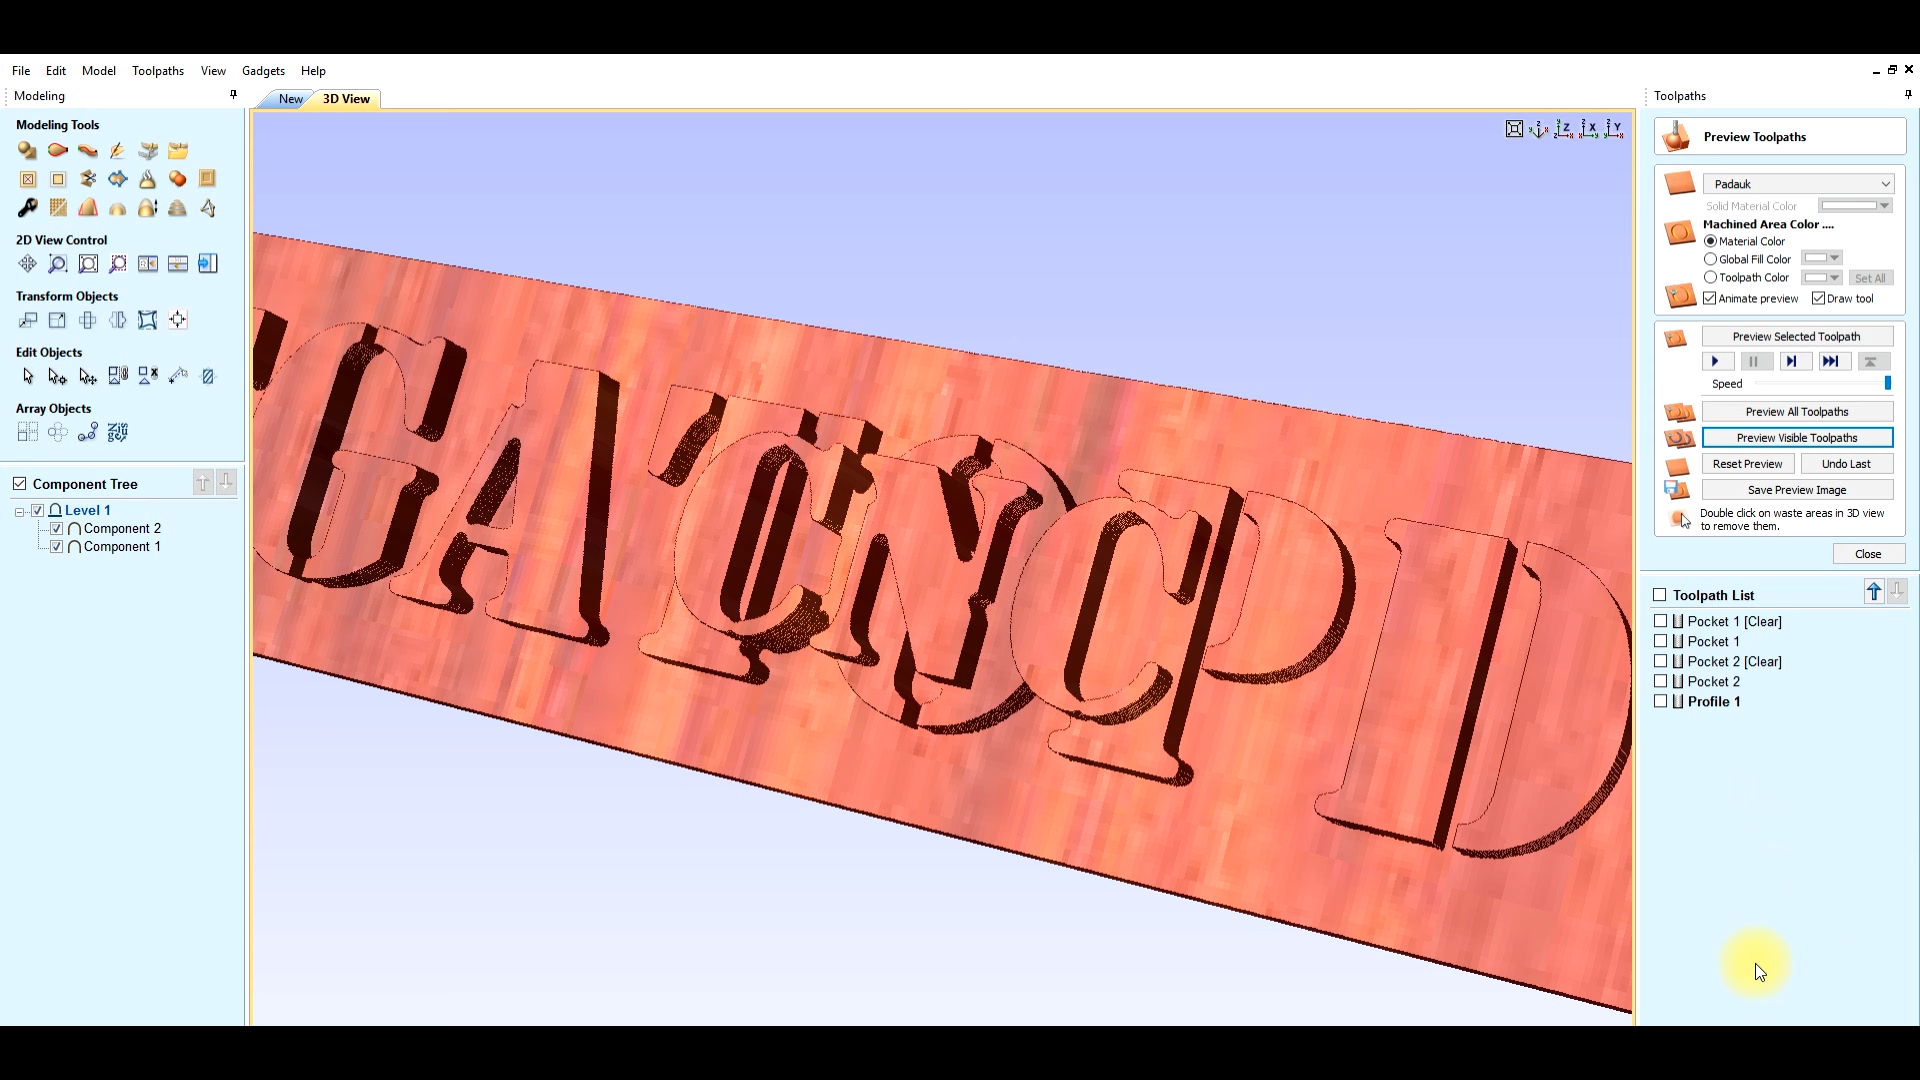 File Edit Model Toolpaths View Gadgets Help
Modeling
New 3D View
Toolpaths
Modeling Tools
2D View Control
Transform Objects
Edit Objects
Array Objects
Component Tree
Level 1
Component 2
Component 1
Z X Y
Preview Toolpaths
Padauk
Solid Material Color
Machined Area Color ....
Material Color
Global Fill Color
Toolpath Color Set All
Animate preview Draw tool
Preview Selected Toolpath
Speed
Preview All Toolpaths
Preview Visible Toolpaths
Reset Preview Undo Last
Save Preview Image
Double click on waste areas in 3D view
to remove them.
Close
Toolpath List
Pocket 1 [Clear]
Pocket 1
Pocket 2 [Clear]
Pocket 2
Profile 1